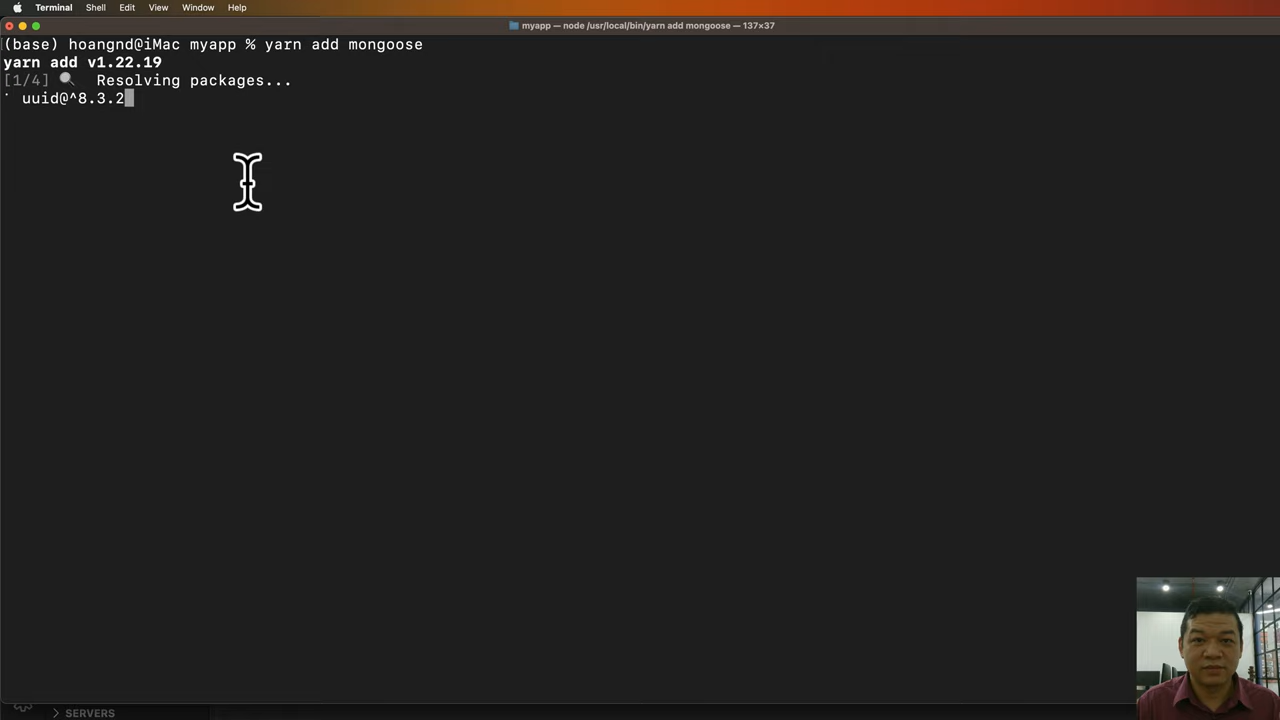 Terminal Shell Edit View Window Help
myapp — node /usr/local/bin/yarn add mongoose — 137×37
(base) hoangnd@iMac myapp % yarn add mongoose
yarn add v1.22.19
[1/4] 🔍 Resolving packages...
⠁ uuid@^8.3.2
SERVERS